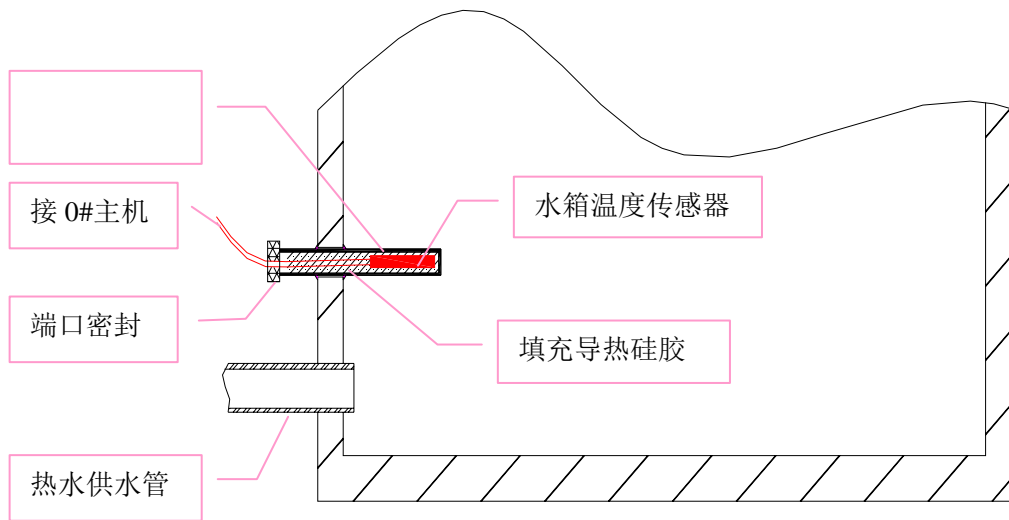 接 0#主机
水箱温度传感器
端口密封
填充导热硅胶
热水供水管